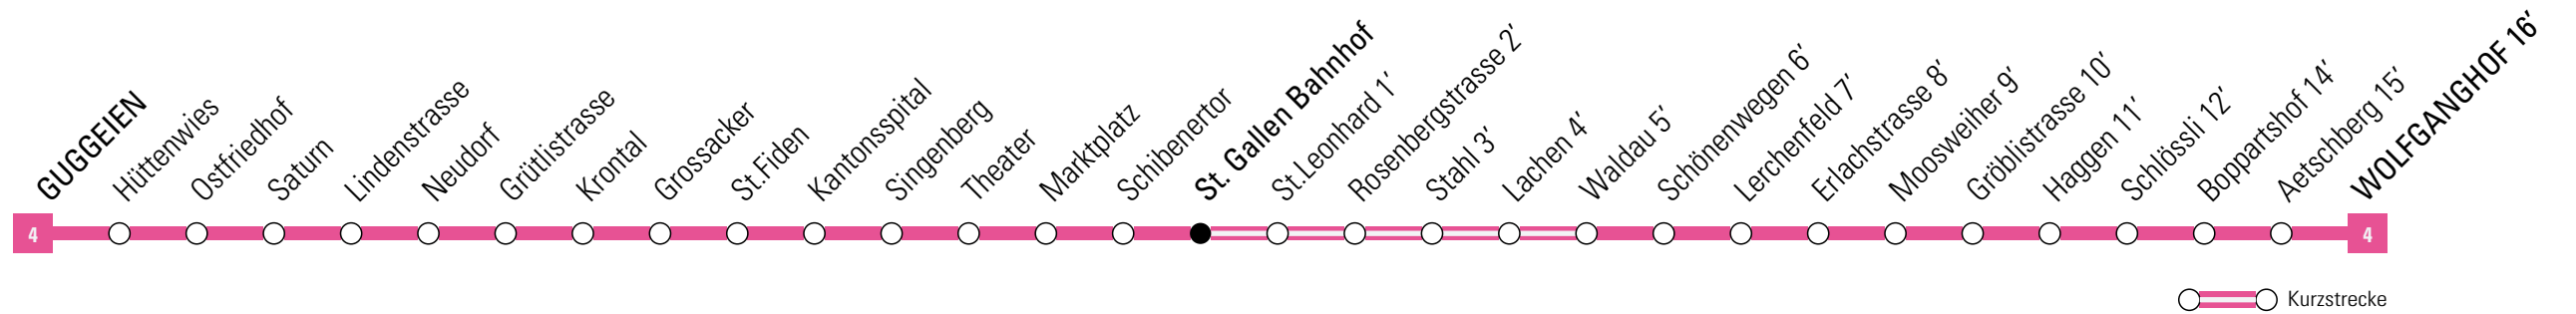 GUGGEIEN
Hüttenwies
Ostfriedhof
Saturn
Lindenstrasse
Neudorf
Grütlistrasse
Krontal
Grossacker
St.Fiden
Kantonsspital
Singenberg
Theater
Marktplatz
Schibenertor
St. Gallen Bahnhof
St.Leonhard 1’
Rosenbergstrasse 2’
Stahl 3’
Lachen 4’
Waldau 5’
Schönenwegen 6’
Lerchenfeld 7’
Erlachstrasse 8’
Moosweiher 9’
Gröblistrasse 10’
Haggen 11’
Schlössli 12’
Boppartshof 14’
Aetschberg 15’
WOLFGANGHOF 16’
4
4
Kurzstrecke